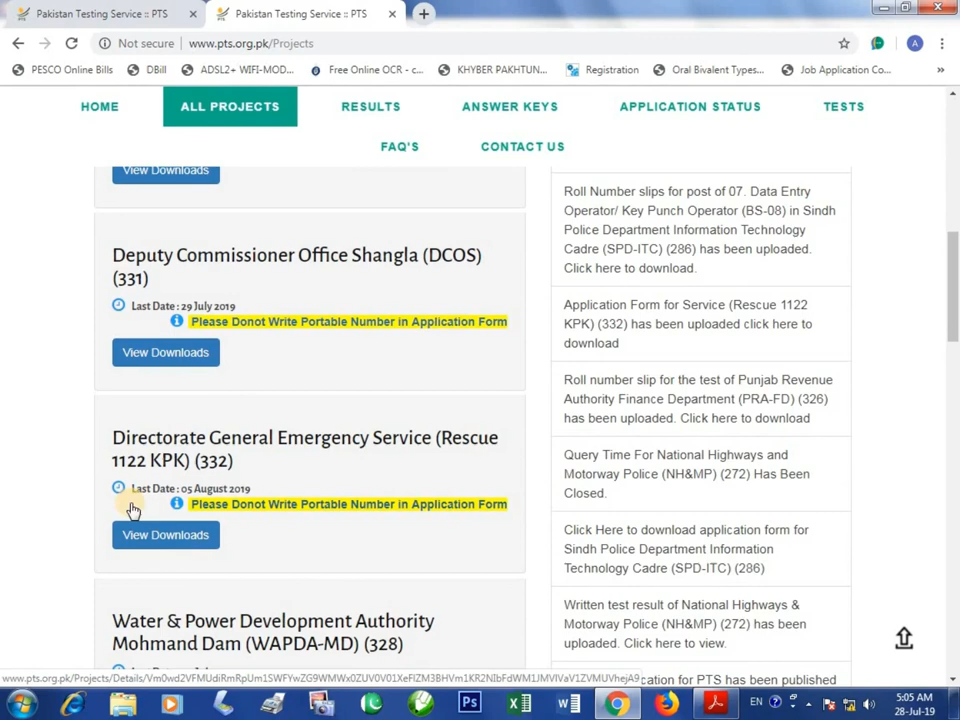 Pakistan Testing Service :: PTS
Pakistan Testing Service :: PTS
Not secure | www.pts.org.pk/Projects
A
PESCO Online Bills
DBill
ADSL2+ WIFI-MO...
Free Online OCR - c...
KHYBER PAKHTUN...
Registration
Oral Bivalent Types...
Job Application Co...
»
HOME
ALL PROJECTS
RESULTS
ANSWER KEYS
APPLICATION STATUS
TESTS
FAQ'S
CONTACT US
View Downloads
Deputy Commissioner Office Shangla (DCOS)
(331)
Last Date : 29 July 2019
Please Donot Write Portable Number in Application Form
View Downloads
Directorate General Emergency Service (Rescue
1122 KPK) (332)
Last Date : 05 August 2019
Please Donot Write Portable Number in Application Form
View Downloads
Water & Power Development Authority
Mohmand Dam (WAPDA-MD) (328)
Roll Number slips for post of 07. Data Entry
Operator/ Key Punch Operator (BS-08) in Sindh
Police Department Information Technology
Cadre (SPD-ITC) (286) has been uploaded.
Click here to download.
Application Form for Service (Rescue 1122
KPK) (332) has been uploaded click here to
download
Roll number slip for the test of Punjab Revenue
Authority Finance Department (PRA-FD) (326)
has been uploaded. Click here to download
Query Time For National Highways and
Motorway Police (NH&MP) (272) Has Been
Closed.
Click Here to download application form for
Sindh Police Department Information
Technology Cadre (SPD-ITC) (286)
Written test result of National Highways &
Motorway Police (NH&MP) (272) has been
uploaded. Click here to view.
cation for PTS has been published
EN
5:05 AM
28-Jul-19